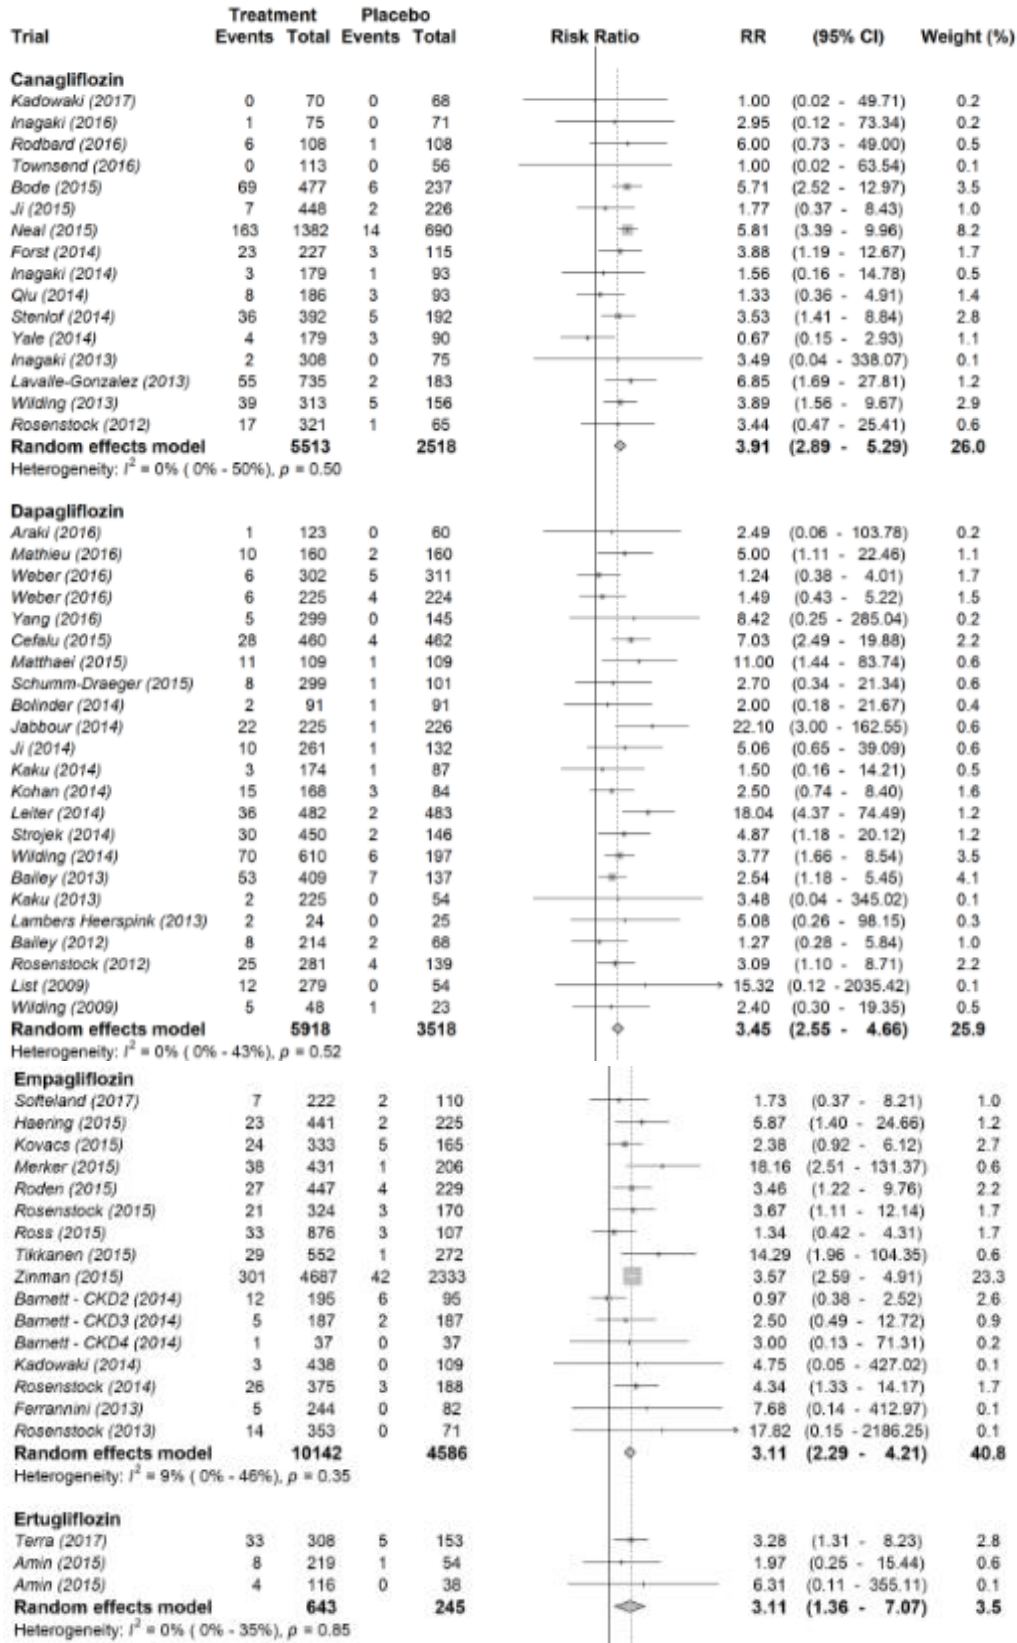 Treatment Placebo
Trial Events Total Events Total Risk Ratio RR (95% CI) Weight (%)
Canagliflozin
Kadowaki (2017) 0 70 0 68 1.00 (0.02 - 49.71) 0.2
Inagaki (2016) 1 75 0 71 2.95 (0.12 - 73.34) 0.2
Rodbard (2016) 6 108 1 108 6.00 (0.73 - 49.00) 0.5
Townsend (2016) 0 113 0 56 1.00 (0.02 - 63.54) 0.1
Bode (2015) 69 477 6 237 5.71 (2.52 - 12.97) 3.5
Ji (2015) 7 448 2 226 1.77 (0.37 - 8.43) 1.0
Neal (2015) 163 1382 14 690 5.81 (3.39 - 9.96) 8.2
Forst (2014) 23 227 3 115 3.88 (1.19 - 12.67) 1.7
Inagaki (2014) 3 179 1 93 1.56 (0.16 - 14.78) 0.5
Qiu (2014) 8 186 3 93 1.33 (0.36 - 4.91) 1.4
Stenlof (2014) 36 392 5 192 3.53 (1.41 - 8.84) 2.8
Yale (2014) 4 179 3 90 0.67 (0.15 - 2.93) 1.1
Inagaki (2013) 2 308 0 75 3.49 (0.04 - 338.07) 0.1
Lavalle-Gonzalez (2013) 55 735 2 183 6.85 (1.69 - 27.81) 1.2
Wilding (2013) 39 313 5 156 3.89 (1.56 - 9.67) 2.9
Rosenstock (2012) 17 321 1 65 3.44 (0.47 - 25.41) 0.6
Random effects model 5513 2518 3.91 (2.89 - 5.29) 26.0
Heterogeneity: I² = 0% ( 0% - 50%), p = 0.50
Dapagliflozin
Araki (2016) 1 123 0 60 2.49 (0.06 - 103.78) 0.2
Mathieu (2016) 10 160 2 160 5.00 (1.11 - 22.46) 1.1
Weber (2016) 6 302 5 311 1.24 (0.38 - 4.01) 1.7
Weber (2016) 6 225 4 224 1.49 (0.43 - 5.22) 1.5
Yang (2016) 5 299 0 145 8.42 (0.25 - 285.04) 0.2
Cefalu (2015) 28 460 4 462 7.03 (2.49 - 19.88) 2.2
Matthaei (2015) 11 109 1 109 11.00 (1.44 - 83.74) 0.6
Schumm-Draeger (2015) 8 299 1 101 2.70 (0.34 - 21.34) 0.6
Bolinder (2014) 2 91 1 91 2.00 (0.18 - 21.67) 0.4
Jabbour (2014) 22 225 1 226 22.10 (3.00 - 162.55) 0.6
Ji (2014) 10 261 1 132 5.06 (0.65 - 39.09) 0.6
Kaku (2014) 3 174 1 87 1.50 (0.16 - 14.21) 0.5
Kohan (2014) 15 168 3 84 2.50 (0.74 - 8.40) 1.6
Leiter (2014) 36 482 2 483 18.04 (4.37 - 74.49) 1.2
Strojek (2014) 30 450 2 146 4.87 (1.18 - 20.12) 1.2
Wilding (2014) 70 610 6 197 3.77 (1.66 - 8.54) 3.5
Bailey (2013) 53 409 7 137 2.54 (1.18 - 5.45) 4.1
Kaku (2013) 2 225 0 54 3.48 (0.04 - 345.02) 0.1
Lambers Heerspink (2013) 2 24 0 25 5.08 (0.26 - 98.15) 0.3
Bailey (2012) 8 214 2 68 1.27 (0.28 - 5.84) 1.0
Rosenstock (2012) 25 281 4 139 3.09 (1.10 - 8.71) 2.2
List (2009) 12 279 0 54 15.32 (0.12 - 2035.42) 0.1
Wilding (2009) 5 48 1 23 2.40 (0.30 - 19.35) 0.5
Random effects model 5918 3518 3.45 (2.55 - 4.66) 25.9
Heterogeneity: I² = 0% ( 0% - 43%), p = 0.52
Empagliflozin
Softeland (2017) 7 222 2 110 1.73 (0.37 - 8.21) 1.0
Haering (2015) 23 441 2 225 5.87 (1.40 - 24.66) 1.2
Kovacs (2015) 24 333 5 165 2.38 (0.92 - 6.12) 2.7
Merker (2015) 38 431 1 206 18.16 (2.51 - 131.37) 0.6
Roden (2015) 27 447 4 229 3.46 (1.22 - 9.76) 2.2
Rosenstock (2015) 21 324 3 170 3.67 (1.11 - 12.14) 1.7
Ross (2015) 33 876 3 107 1.34 (0.42 - 4.31) 1.7
Tikkanen (2015) 29 552 1 272 14.29 (1.96 - 104.35) 0.6
Zinman (2015) 301 4687 42 2333 3.57 (2.59 - 4.91) 23.3
Barnett - CKD2 (2014) 12 195 6 95 0.97 (0.38 - 2.52) 2.6
Barnett - CKD3 (2014) 5 187 2 187 2.50 (0.49 - 12.72) 0.9
Barnett - CKD4 (2014) 1 37 0 37 3.00 (0.13 - 71.31) 0.2
Kadowaki (2014) 3 438 0 109 4.75 (0.05 - 427.02) 0.1
Rosenstock (2014) 26 375 3 188 4.34 (1.33 - 14.17) 1.7
Ferrannini (2013) 5 244 0 82 7.68 (0.14 - 412.97) 0.1
Rosenstock (2013) 14 353 0 71 17.82 (0.15 - 2186.25) 0.1
Random effects model 10142 4586 3.11 (2.29 - 4.21) 40.8
Heterogeneity: I² = 9% ( 0% - 46%), p = 0.35
Ertugliflozin
Terra (2017) 33 308 5 153 3.28 (1.31 - 8.23) 2.8
Amin (2015) 8 219 1 54 1.97 (0.25 - 15.44) 0.6
Amin (2015) 4 116 0 38 6.31 (0.11 - 355.11) 0.1
Random effects model 643 245 3.11 (1.36 - 7.07) 3.5
Heterogeneity: I² = 0% ( 0% - 35%), p = 0.85